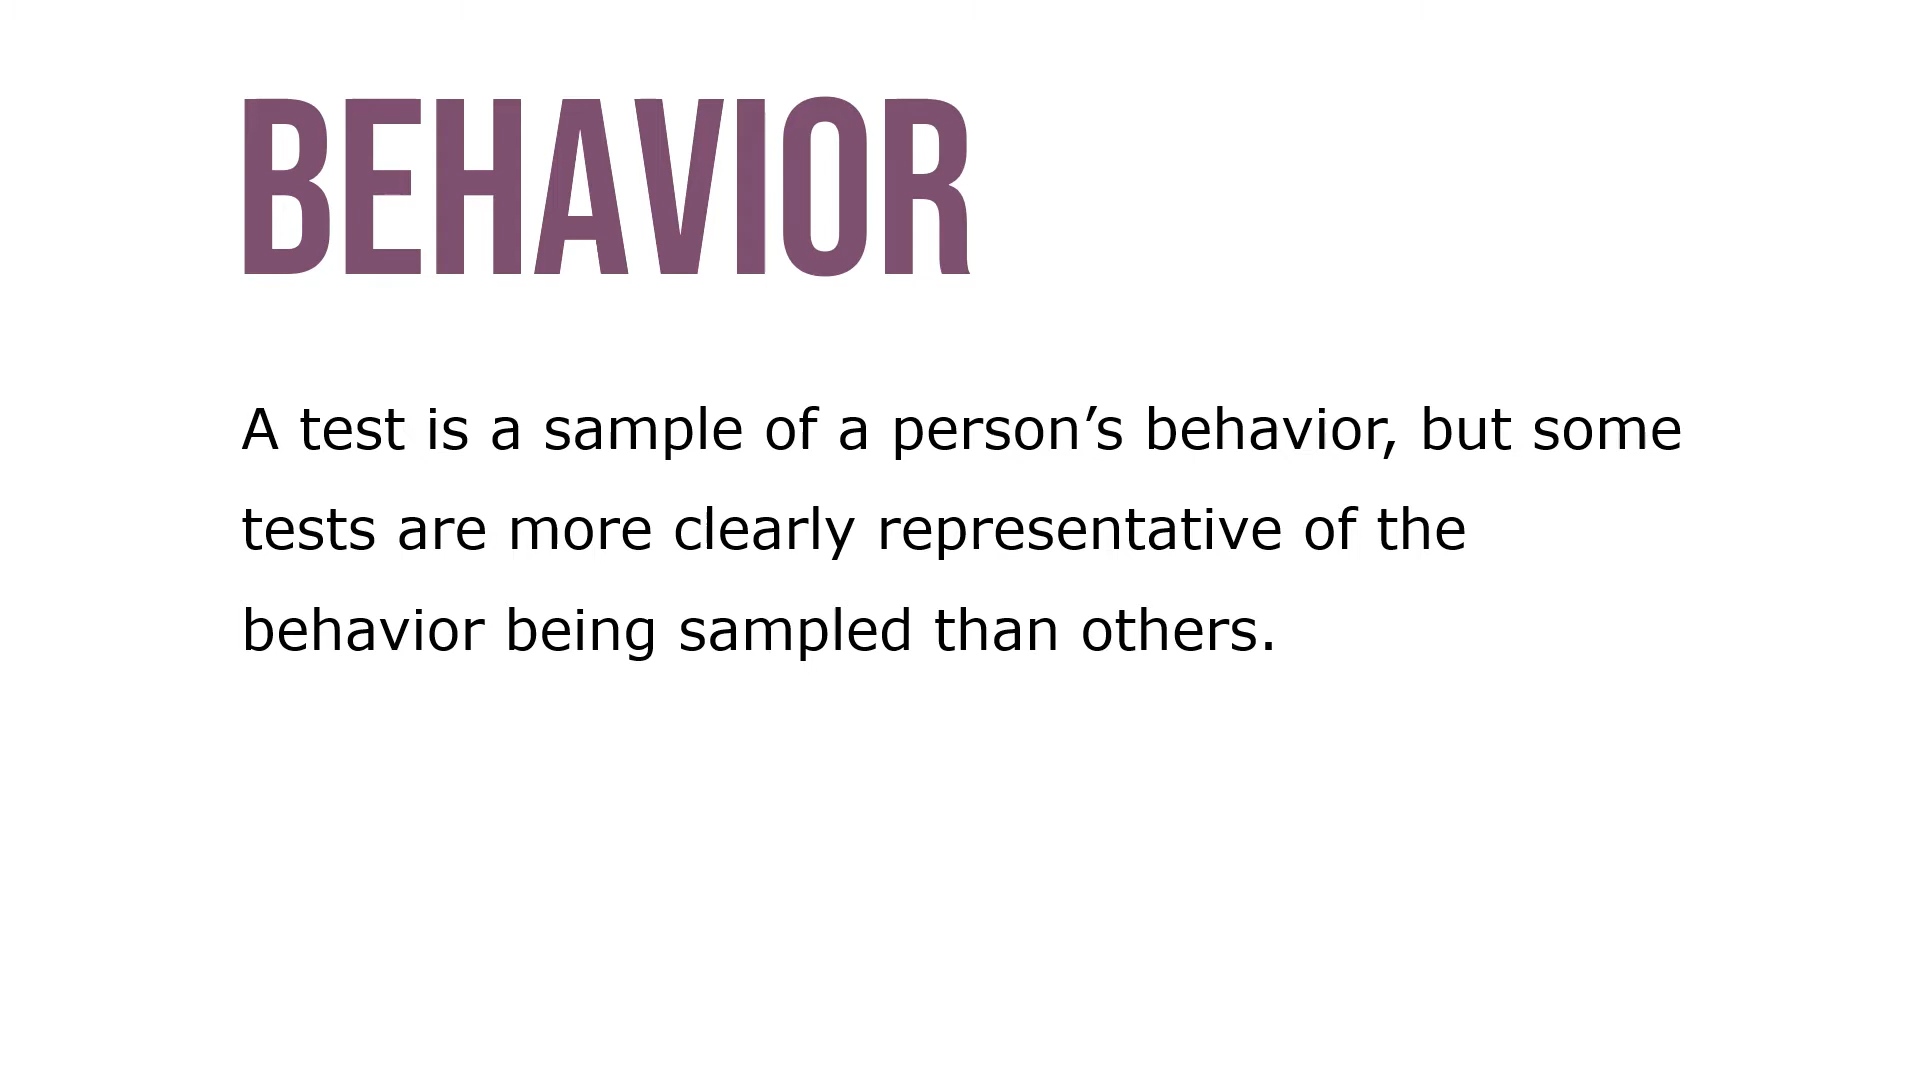 BEHAVIOR
A test is a sample of a person’s behavior, but some
tests are more clearly representative of the
behavior being sampled than others.